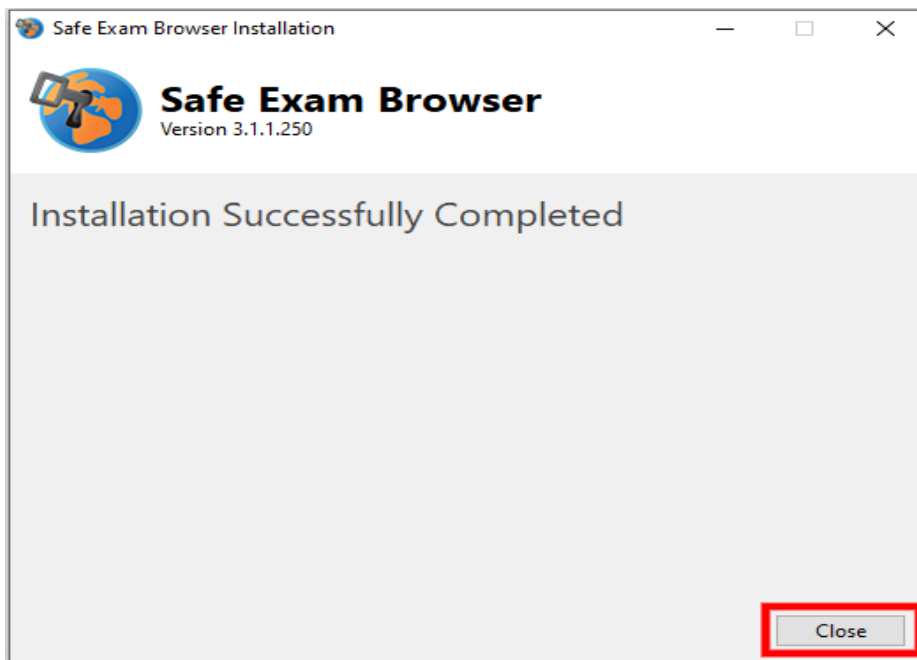 Safe Exam Browser Installation
Safe Exam Browser
Version 3.1.1.250
Installation Successfully Completed
Close